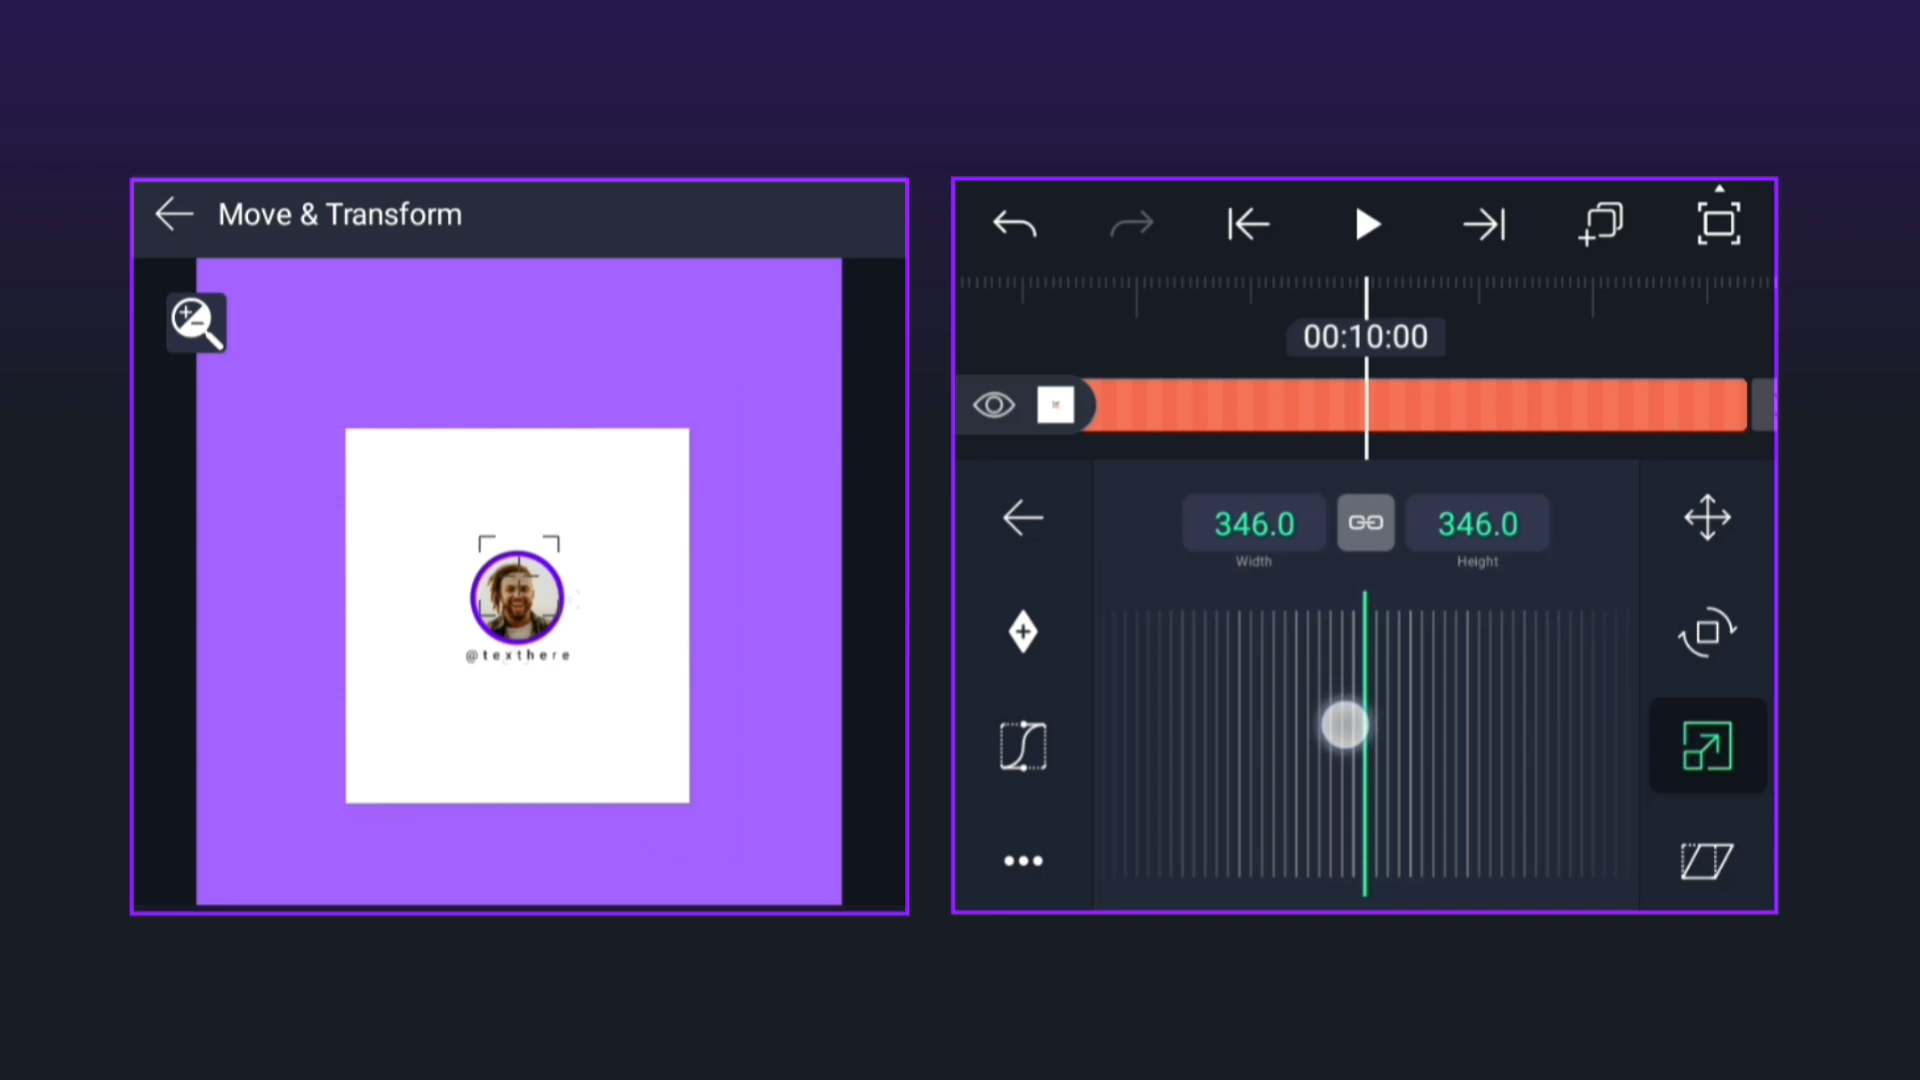 Move & Transform
@texthere
00:10:00
346.0
346.0
Width
Height